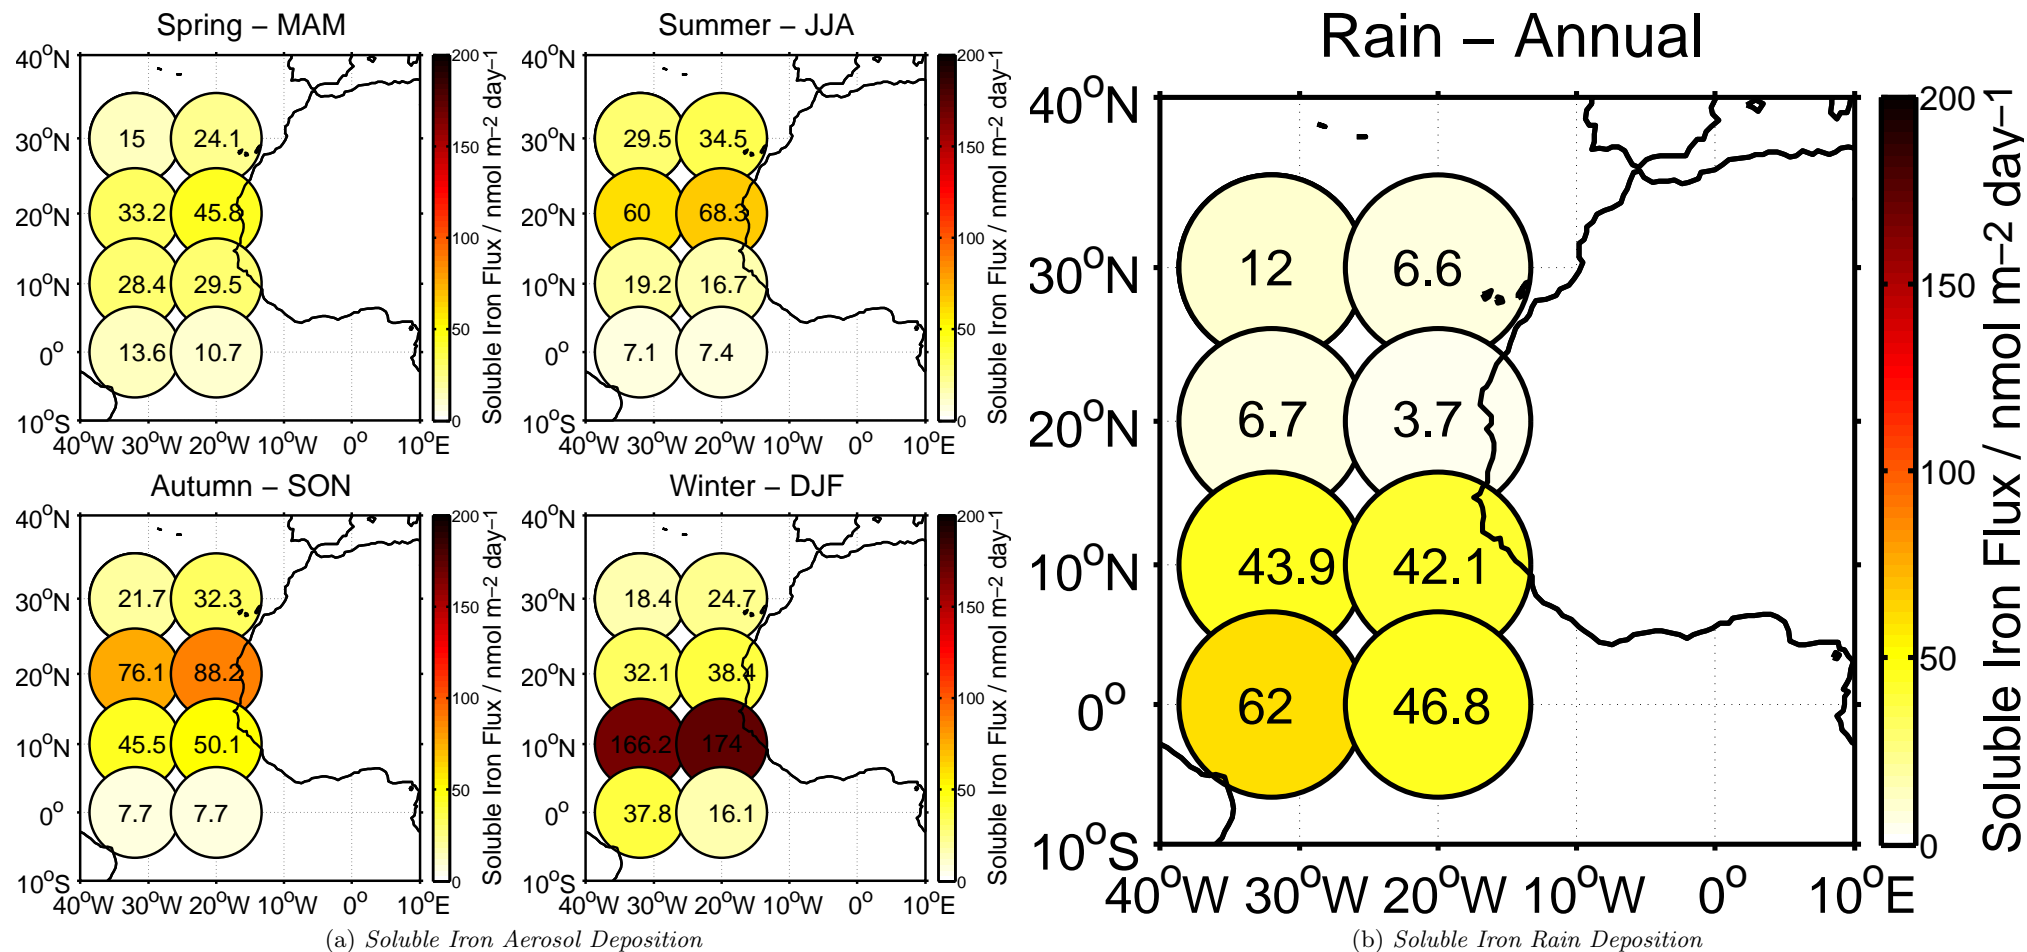 Spring – MAM
40°N
30°N
20°N
10°N
0°
10°S
40°W 30°W 20°W 10°W 0° 10°E
15 24.1
33.2 45.8
28.4 29.5
13.6 10.7
200
150
100
50
0
Soluble Iron Flux / nmol m–2 day–1
Summer – JJA
40°N
30°N
20°N
10°N
0°
10°S
40°W 30°W 20°W 10°W 0° 10°E
29.5 34.5
60 68.3
19.2 16.7
7.1 7.4
200
150
100
50
0
Soluble Iron Flux / nmol m–2 day–1
Autumn – SON
40°N
30°N
20°N
10°N
0°
10°S
40°W 30°W 20°W 10°W 0° 10°E
21.7 32.3
76.1 88.2
45.5 50.1
7.7 7.7
200
150
100
50
0
Soluble Iron Flux / nmol m–2 day–1
Winter – DJF
40°N
30°N
20°N
10°N
0°
10°S
40°W 30°W 20°W 10°W 0° 10°E
18.4 24.7
32.1 38.4
166.2 174
37.8 16.1
200
150
100
50
0
Soluble Iron Flux / nmol m–2 day–1
(a) Soluble Iron Aerosol Deposition
Rain – Annual
40°N
30°N
20°N
10°N
0°
10°S
40°W 30°W 20°W 10°W 0° 10°E
12 6.6
6.7 3.7
43.9 42.1
62 46.8
200
150
100
50
0
Soluble Iron Flux / nmol m–2 day–1
(b) Soluble Iron Rain Deposition